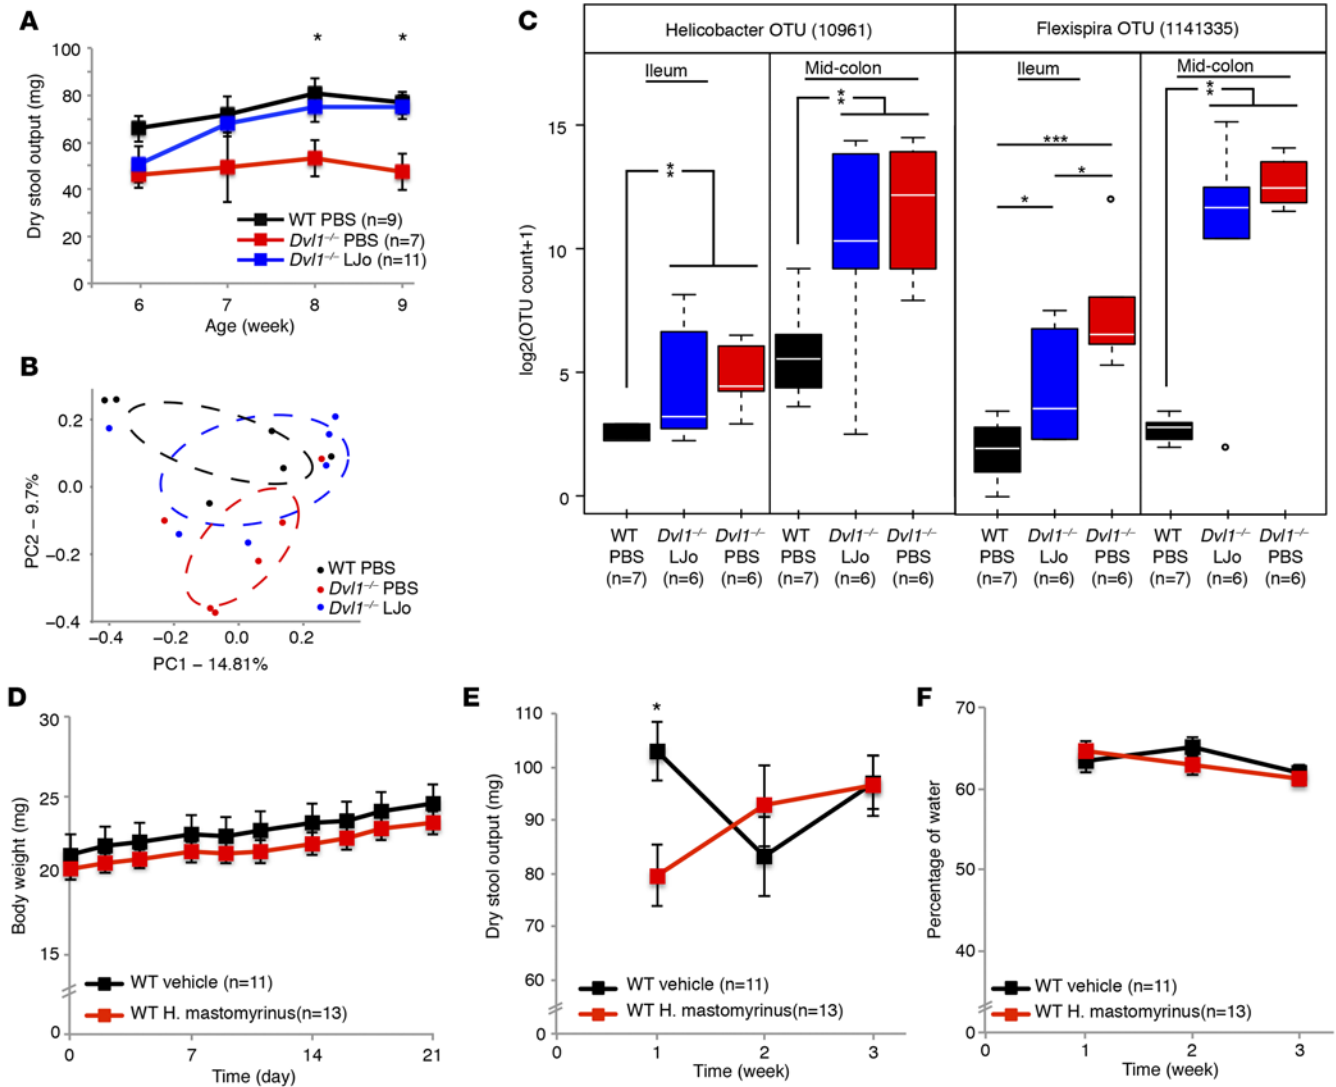 A
Dry stool output (mg)
100
80
60
40
20
0
*
*
WT PBS (n=9)
Dvl1–/– PBS (n=7)
Dvl1–/– LJo (n=11)
6
7
8
9
Age (week)
B
PC2 – 9.7%
0.2
0.0
–0.2
–0.4
WT PBS
Dvl1–/– PBS
Dvl1–/– LJo
–0.4
–0.2
0.0
0.2
PC1 – 14.81%
C
log2(OTU count+1)
15
10
5
0
Helicobacter OTU (10961)
Flexispira OTU (1141335)
Ileum
Mid-colon
Ileum
Mid-colon
**
**
***
*
*
**
WT PBS (n=7)
Dvl1–/– LJo (n=6)
Dvl1–/– PBS (n=6)
WT PBS (n=7)
Dvl1–/– LJo (n=6)
Dvl1–/– PBS (n=6)
WT PBS (n=7)
Dvl1–/– LJo (n=6)
Dvl1–/– PBS (n=6)
WT PBS (n=7)
Dvl1–/– LJo (n=6)
Dvl1–/– PBS (n=6)
D
Body weight (mg)
30
25
20
15
0
WT vehicle (n=11)
WT H. mastomyrinus(n=13)
0
7
14
21
Time (day)
E
Dry stool output (mg)
110
100
90
80
70
60
0
*
WT vehicle (n=11)
WT H. mastomyrinus(n=13)
0
1
2
3
Time (week)
F
Percentage of water
70
60
50
40
0
WT vehicle (n=11)
WT H. mastomyrinus(n=13)
0
1
2
3
Time (week)